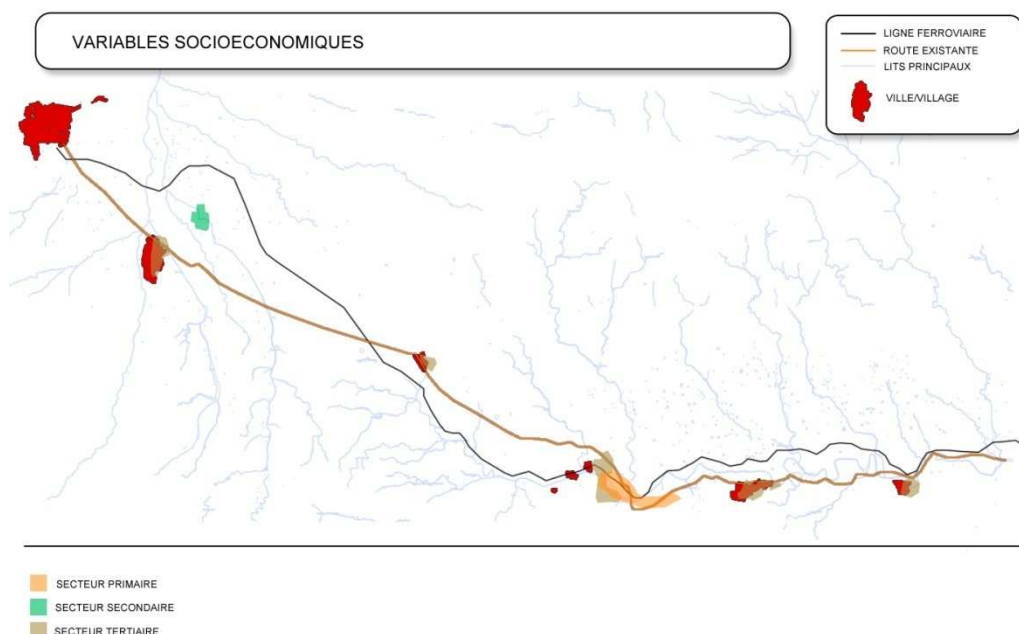 VARIABLES SOCIOECONOMIQUES
LIGNE FERROVIAIRE
ROUTE EXISTANTE
LITS PRINCIPAUX
VILLE/VILLAGE
SECTEUR PRIMAIRE
SECTEUR SECONDAIRE
SECTEUR TERTIAIRE